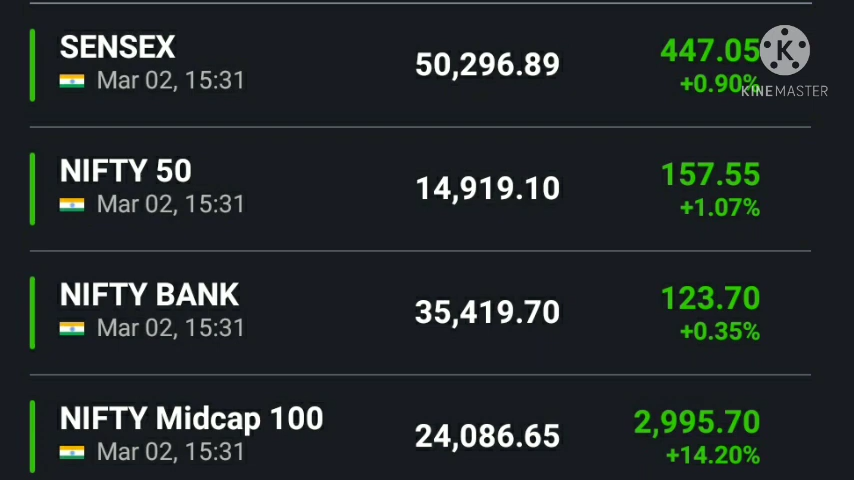 SENSEX
Mar 02, 15:31
50,296.89
447.05
+0.90%
K
KINEMASTER
NIFTY 50
Mar 02, 15:31
14,919.10
157.55
+1.07%
NIFTY BANK
Mar 02, 15:31
35,419.70
123.70
+0.35%
NIFTY Midcap 100
Mar 02, 15:31
24,086.65
2,995.70
+14.20%